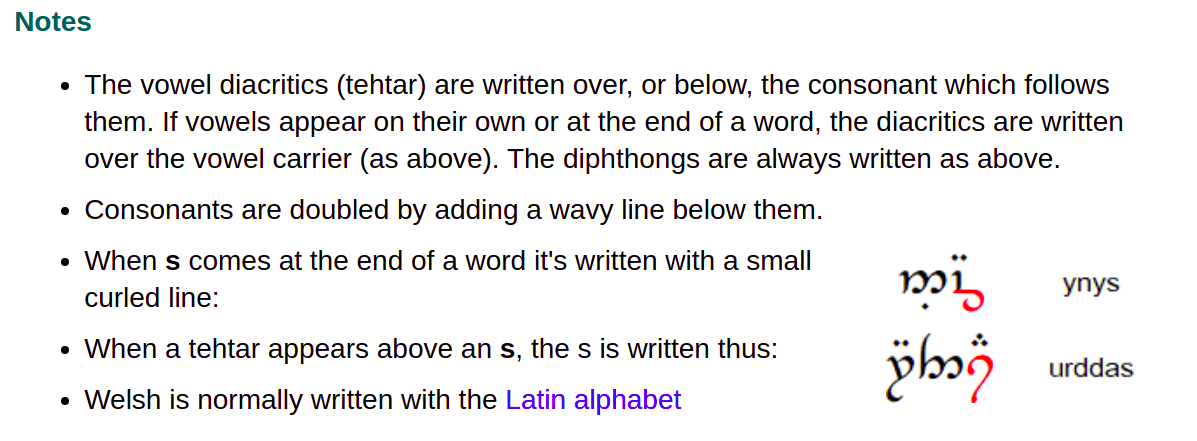 Notes
• The vowel diacritics (tehtar) are written over, or below, the consonant which follows
them. If vowels appear on their own or at the end of a word, the diacritics are written
over the vowel carrier (as above). The diphthongs are always written as above.
• Consonants are doubled by adding a wavy line below them.
• When s comes at the end of a word it's written with a small
curled line:
ynys
• When a tehtar appears above an s, the s is written thus:
urddas
• Welsh is normally written with the Latin alphabet